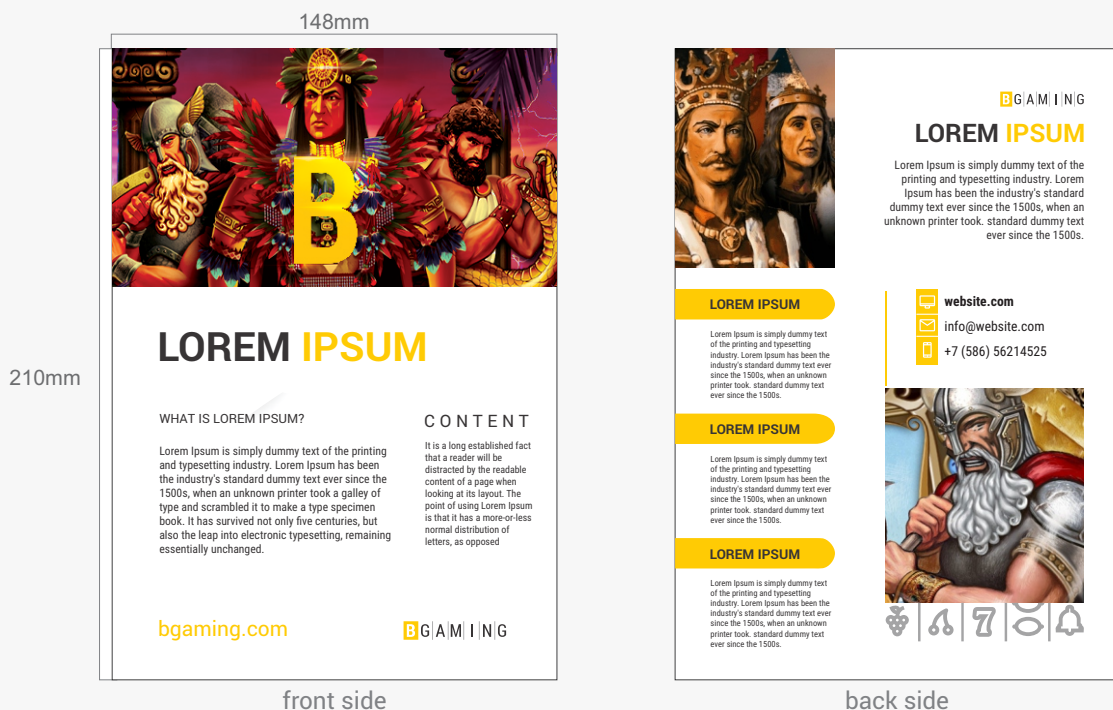 148mm
210mm
B
LOREM IPSUM
WHAT IS LOREM IPSUM?
Lorem Ipsum is simply dummy text of the printing
and typesetting industry. Lorem Ipsum has been
the industry's standard dummy text ever since the
1500s, when an unknown printer took a galley of
type and scrambled it to make a type specimen
book. It has survived not only five centuries, but
also the leap into electronic typesetting, remaining
essentially unchanged.
CONTENT
It is a long established fact
that a reader will be
distracted by the readable
content of a page when
looking at its layout. The
point of using Lorem Ipsum
is that it has a more-or-less
normal distribution of
letters, as opposed
bgaming.com
B|G|A|M|I|N|G
front side
B|G|A|M|I|N|G
LOREM IPSUM
Lorem Ipsum is simply dummy text of the
printing and typesetting industry. Lorem
Ipsum has been the industry's standard
dummy text ever since the 1500s, when an
unknown printer took. standard dummy text
ever since the 1500s.
LOREM IPSUM
Lorem Ipsum is simply dummy text
of the printing and typesetting
industry. Lorem Ipsum has been the
industry's standard dummy text ever
since the 1500s, when an unknown
printer took. standard dummy text
ever since the 1500s.
LOREM IPSUM
Lorem Ipsum is simply dummy text
of the printing and typesetting
industry. Lorem Ipsum has been the
industry's standard dummy text ever
since the 1500s, when an unknown
printer took. standard dummy text
ever since the 1500s.
LOREM IPSUM
Lorem Ipsum is simply dummy text
of the printing and typesetting
industry. Lorem Ipsum has been the
industry's standard dummy text ever
since the 1500s, when an unknown
printer took. standard dummy text
ever since the 1500s.
website.com
info@website.com
+7 (586) 56214525
7
back side